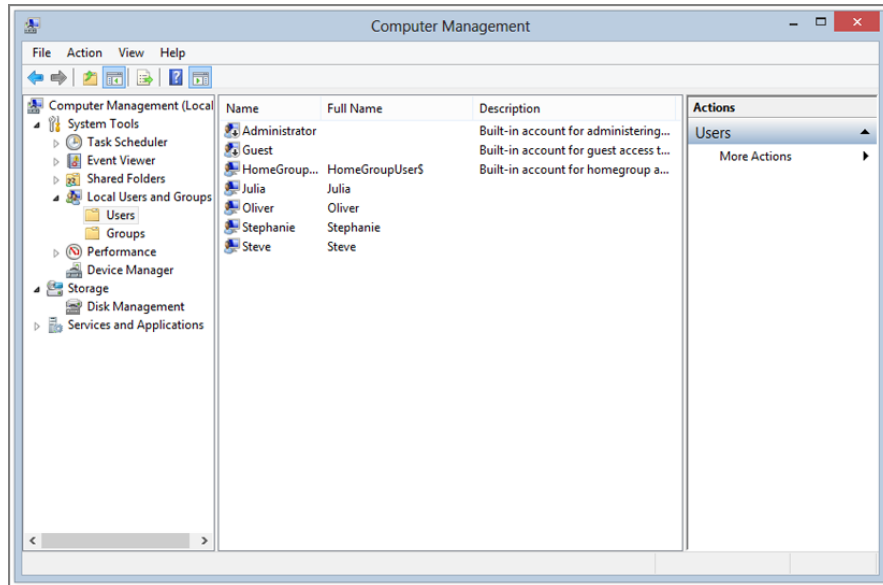 Computer Management
File Action View Help
Computer Management (Local
System Tools
Task Scheduler
Event Viewer
Shared Folders
Local Users and Groups
Users
Groups
Performance
Device Manager
Storage
Disk Management
Services and Applications
Name Full Name Description
Administrator Built-in account for administering...
Guest Built-in account for guest access t...
HomeGroup... HomeGroupUser$ Built-in account for homegroup a...
Julia Julia
Oliver Oliver
Stephanie Stephanie
Steve Steve
Actions
Users
More Actions